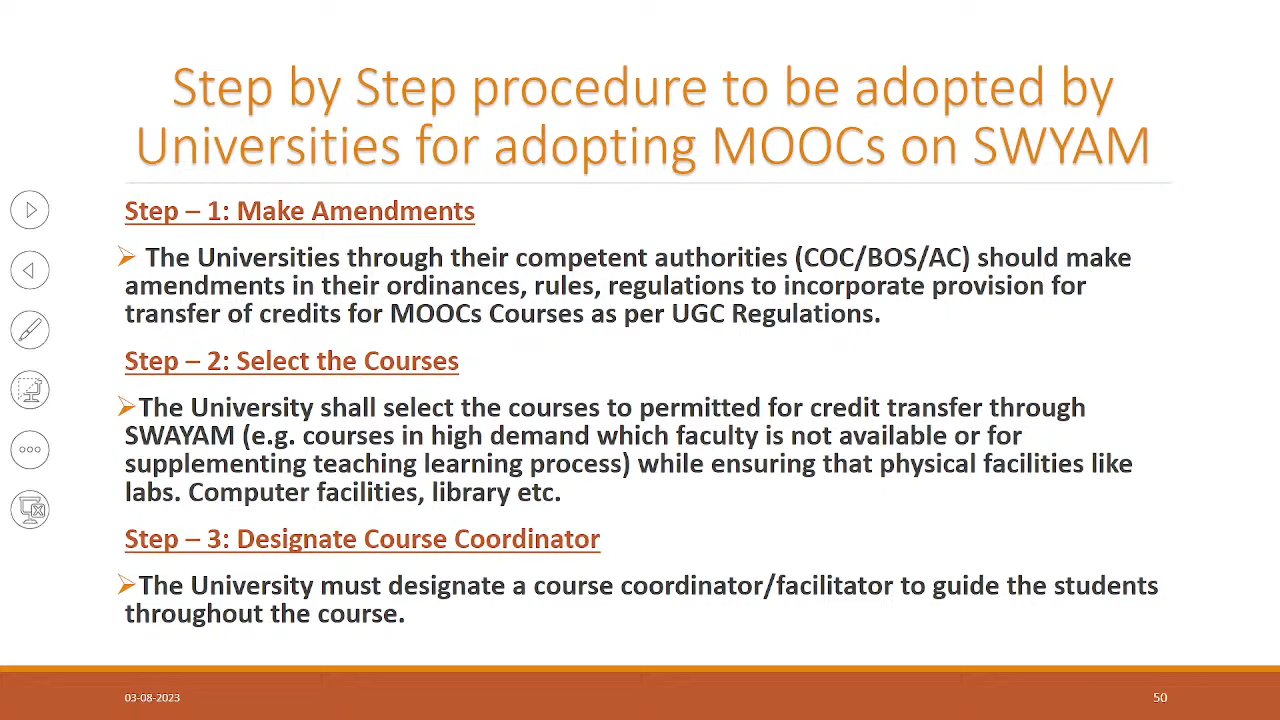 Step by Step procedure to be adopted by
Universities for adopting MOOCs on SWYAM
Step – 1: Make Amendments
The Universities through their competent authorities (COC/BOS/AC) should make
amendments in their ordinances, rules, regulations to incorporate provision for
transfer of credits for MOOCs Courses as per UGC Regulations.
Step – 2: Select the Courses
The University shall select the courses to permitted for credit transfer through
SWAYAM (e.g. courses in high demand which faculty is not available or for
supplementing teaching learning process) while ensuring that physical facilities like
labs. Computer facilities, library etc.
Step – 3: Designate Course Coordinator
The University must designate a course coordinator/facilitator to guide the students
throughout the course.
03-08-2023
50